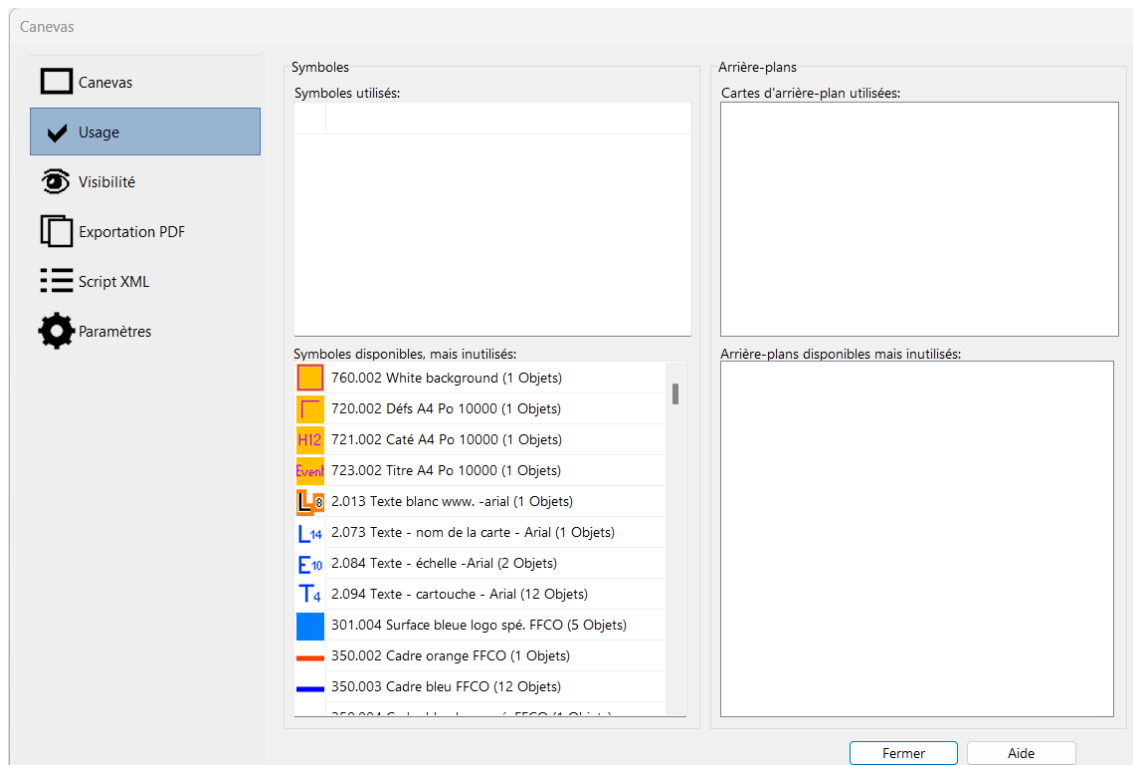 Canevas
Canevas
Usage
Visibilité
Exportation PDF
Script XML
Paramètres
Symboles
Symboles utilisés:
Symboles disponibles, mais inutilisés:
760.002 White background (1 Objets)
720.002 Défs A4 Po 10000 (1 Objets)
H12 721.002 Caté A4 Po 10000 (1 Objets)
723.002 Titre A4 Po 10000 (1 Objets)
L8 2.013 Texte blanc www. -arial (1 Objets)
L14 2.073 Texte - nom de la carte - Arial (1 Objets)
E10 2.084 Texte - échelle -Arial (2 Objets)
T4 2.094 Texte - cartouche - Arial (12 Objets)
301.004 Surface bleue logo spé. FFCO (5 Objets)
350.002 Cadre orange FFCO (1 Objets)
350.003 Cadre bleu FFCO (12 Objets)
Arrière-plans
Cartes d'arrière-plan utilisées:
Arrière-plans disponibles mais inutilisés:
Fermer
Aide